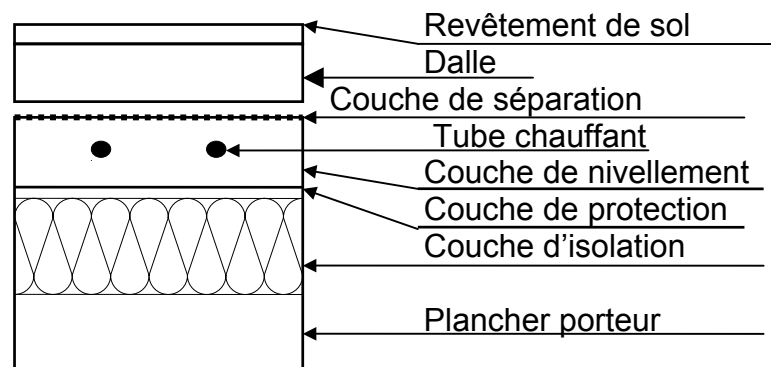 Revêtement de sol
Dalle
Couche de séparation
Tube chauffant
Couche de nivellement
Couche de protection
Couche d’isolation
Plancher porteur